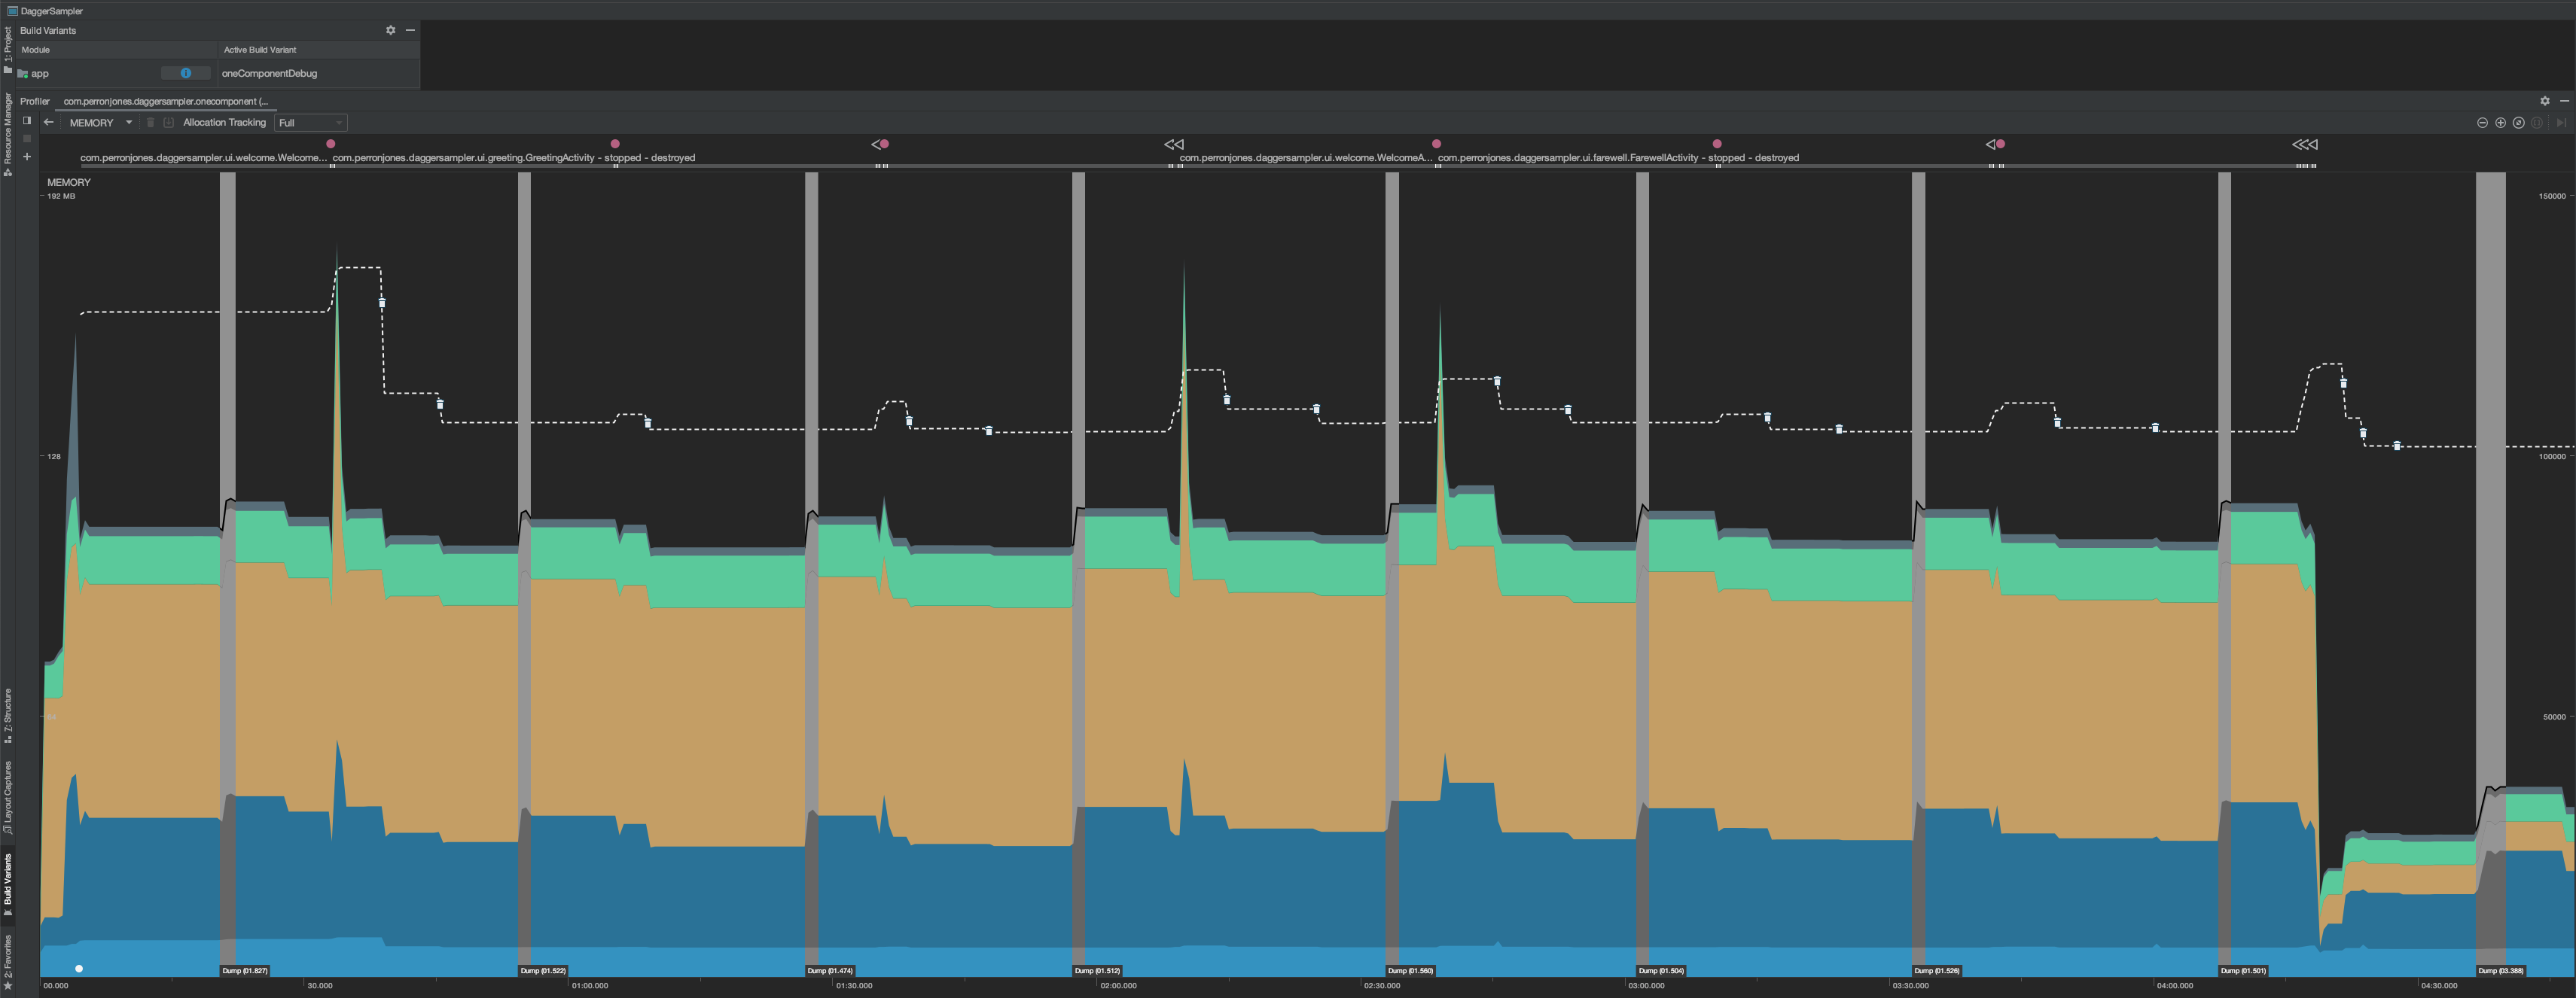 DaggerSampler
Build Variants
Module Active Build Variant
app oneComponentDebug
Profiler com.perronjones.daggersampler.onecomponent (...
MEMORY Allocation Tracking Full
com.perronjones.daggersampler.ui.welcome.Welcome... com.perronjones.daggersampler.ui.greeting.GreetingActivity - stopped - destroyed com.perronjones.daggersampler.ui.welcome.WelcomeA... com.perronjones.daggersampler.ui.farewell.FarewellActivity - stopped - destroyed
MEMORY
192 MB 150000
128 100000
64 50000
Dump (01.827) Dump (01.522) Dump (01.474) Dump (01.512) Dump (01.560) Dump (01.504) Dump (01.526) Dump (01.501) Dump (03.388)
00.000 30.000 01:00.000 01:30.000 02:00.000 02:30.000 03:00.000 03:30.000 04:00.000 04:30.000
1: Project
Resource Manager
7: Structure
Layout Captures
Build Variants
2: Favorites